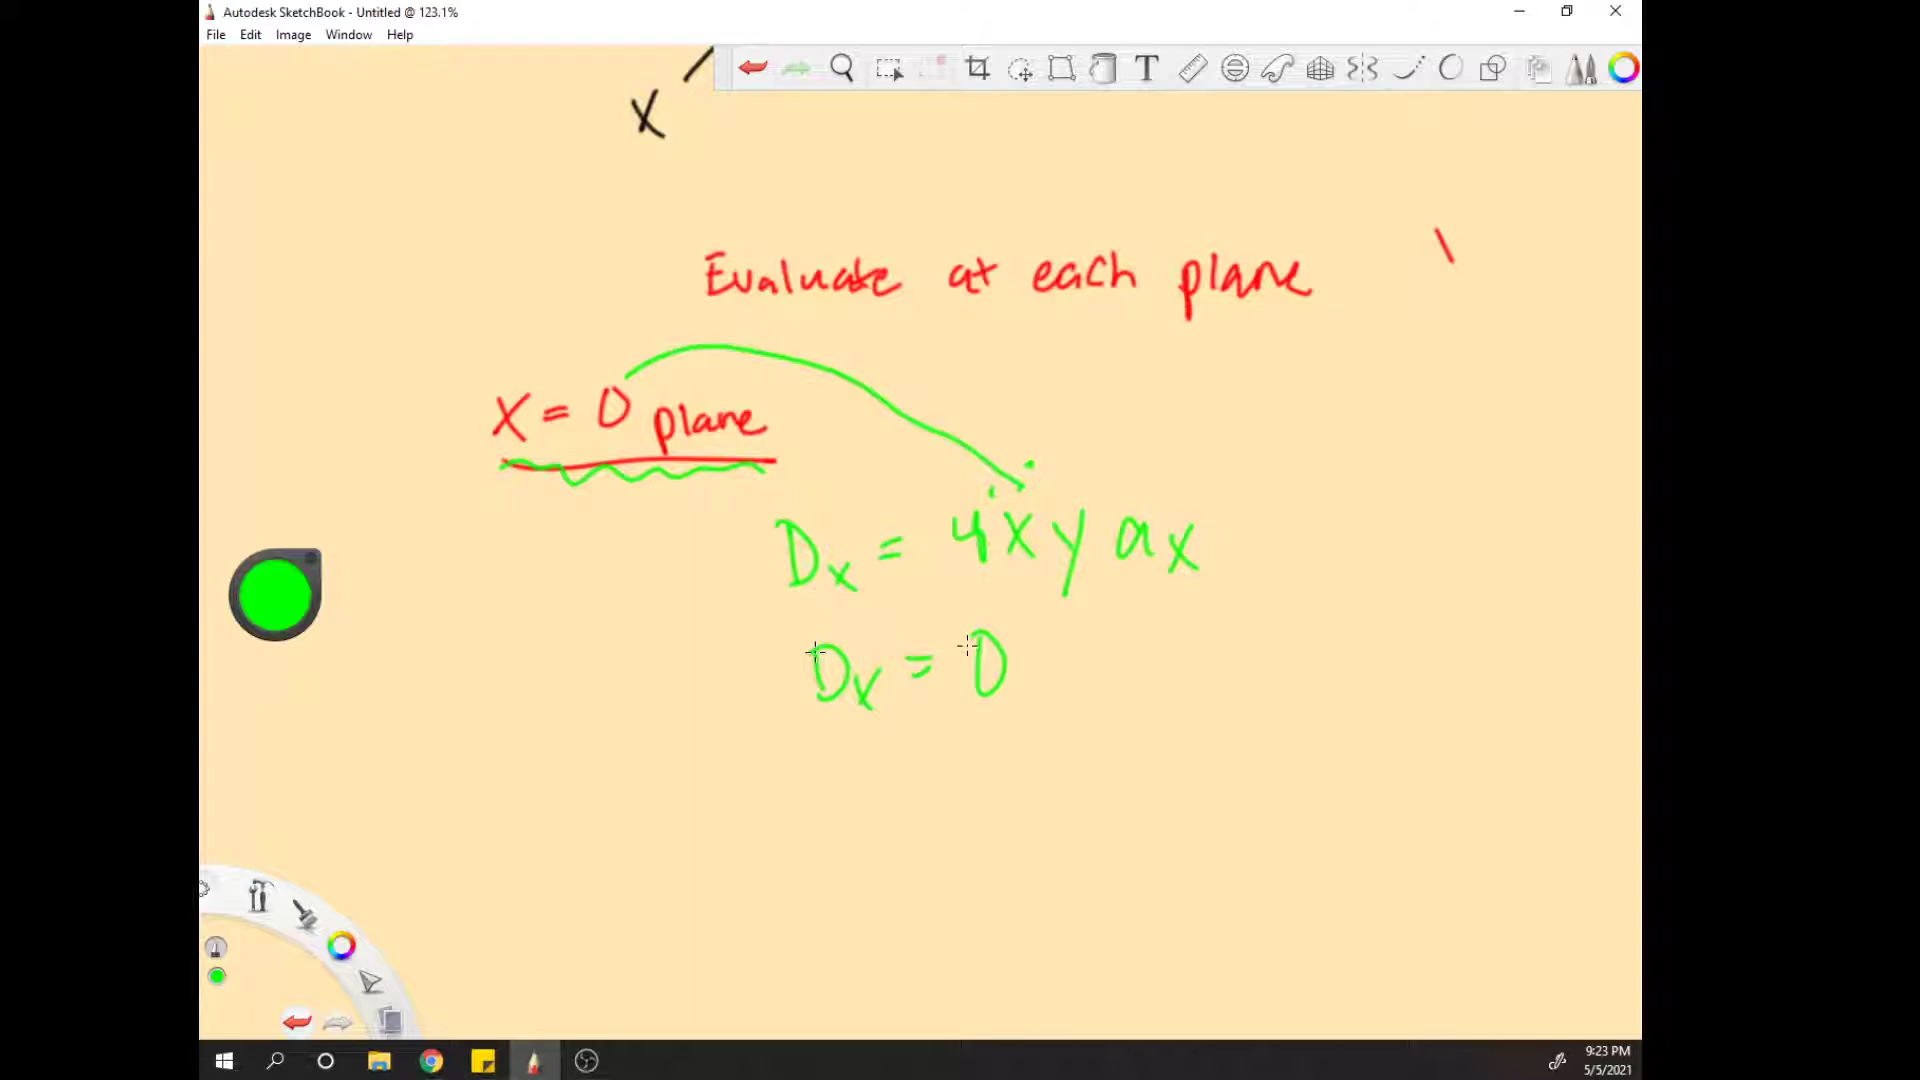 Autodesk SketchBook - Untitled @ 123.1%
File Edit Image Window Help
T
X
Evaluate at each plane
X = 0 plane
Dx = 4xy ax
Dx = 0
9:23 PM
5/5/2021